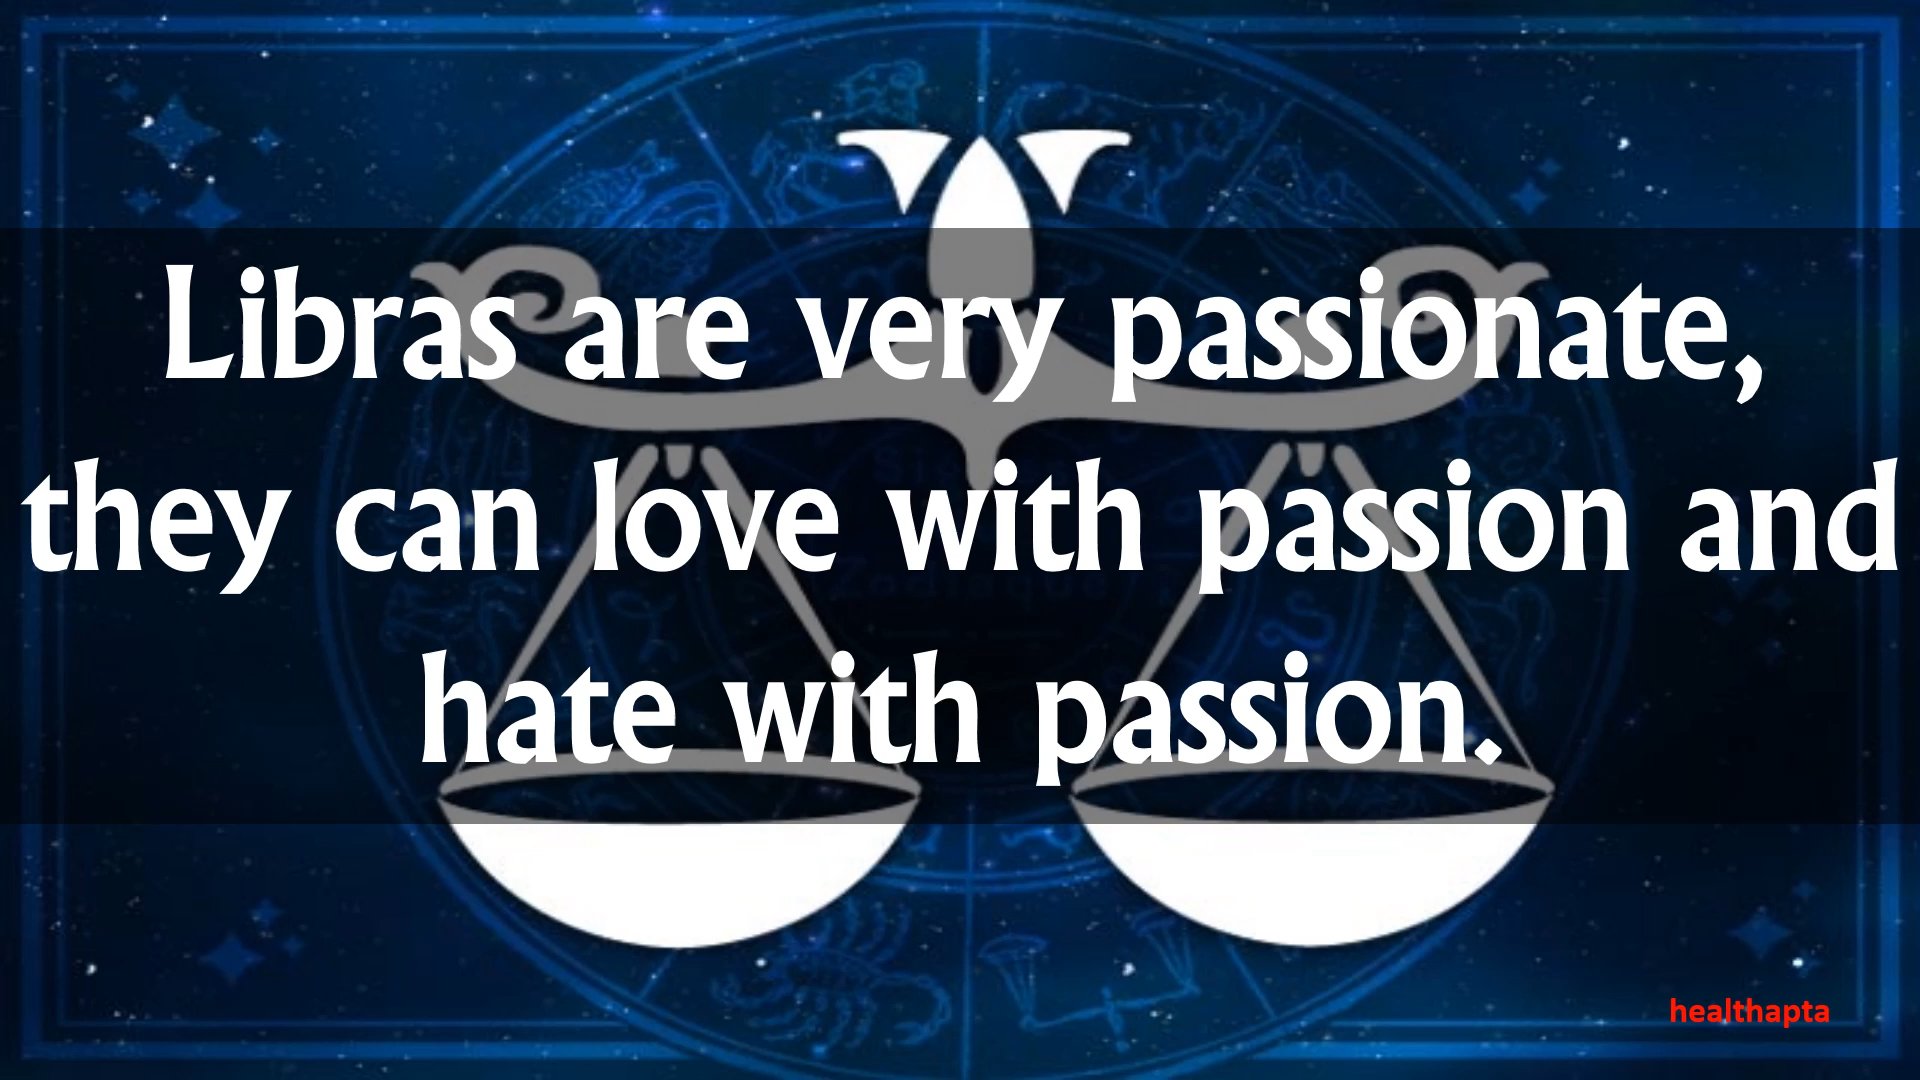 Libras are very passionate,
they can love with passion and
hate with passion.
healthapta